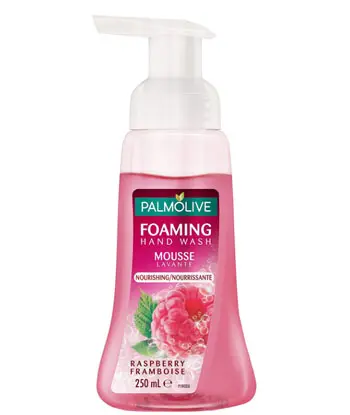 PALMOLIVE
FOAMING
HAND WASH
MOUSSE
LAVANTE
NOURISHING/NOURRISSANTE
RASPBERRY
FRAMBOISE
250 mL e